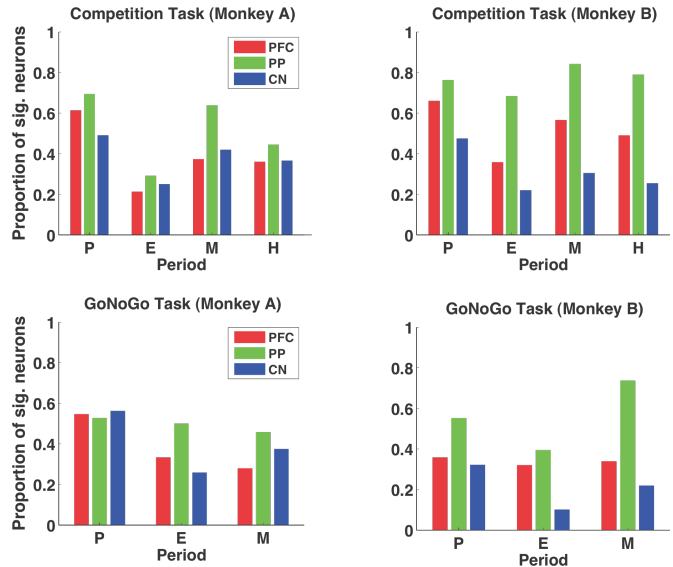 Competition Task (Monkey A)
1
0.8
0.6
0.4
0.2
0
Proportion of sig. neurons
PFC
PP
CN
P E M H
Period
Competition Task (Monkey B)
1
0.8
0.6
0.4
0.2
0
P E M H
Period
GoNoGo Task (Monkey A)
1
0.8
0.6
0.4
0.2
0
Proportion of sig. neurons
PFC
PP
CN
P E M
Period
GoNoGo Task (Monkey B)
1
0.8
0.6
0.4
0.2
0
P E M
Period